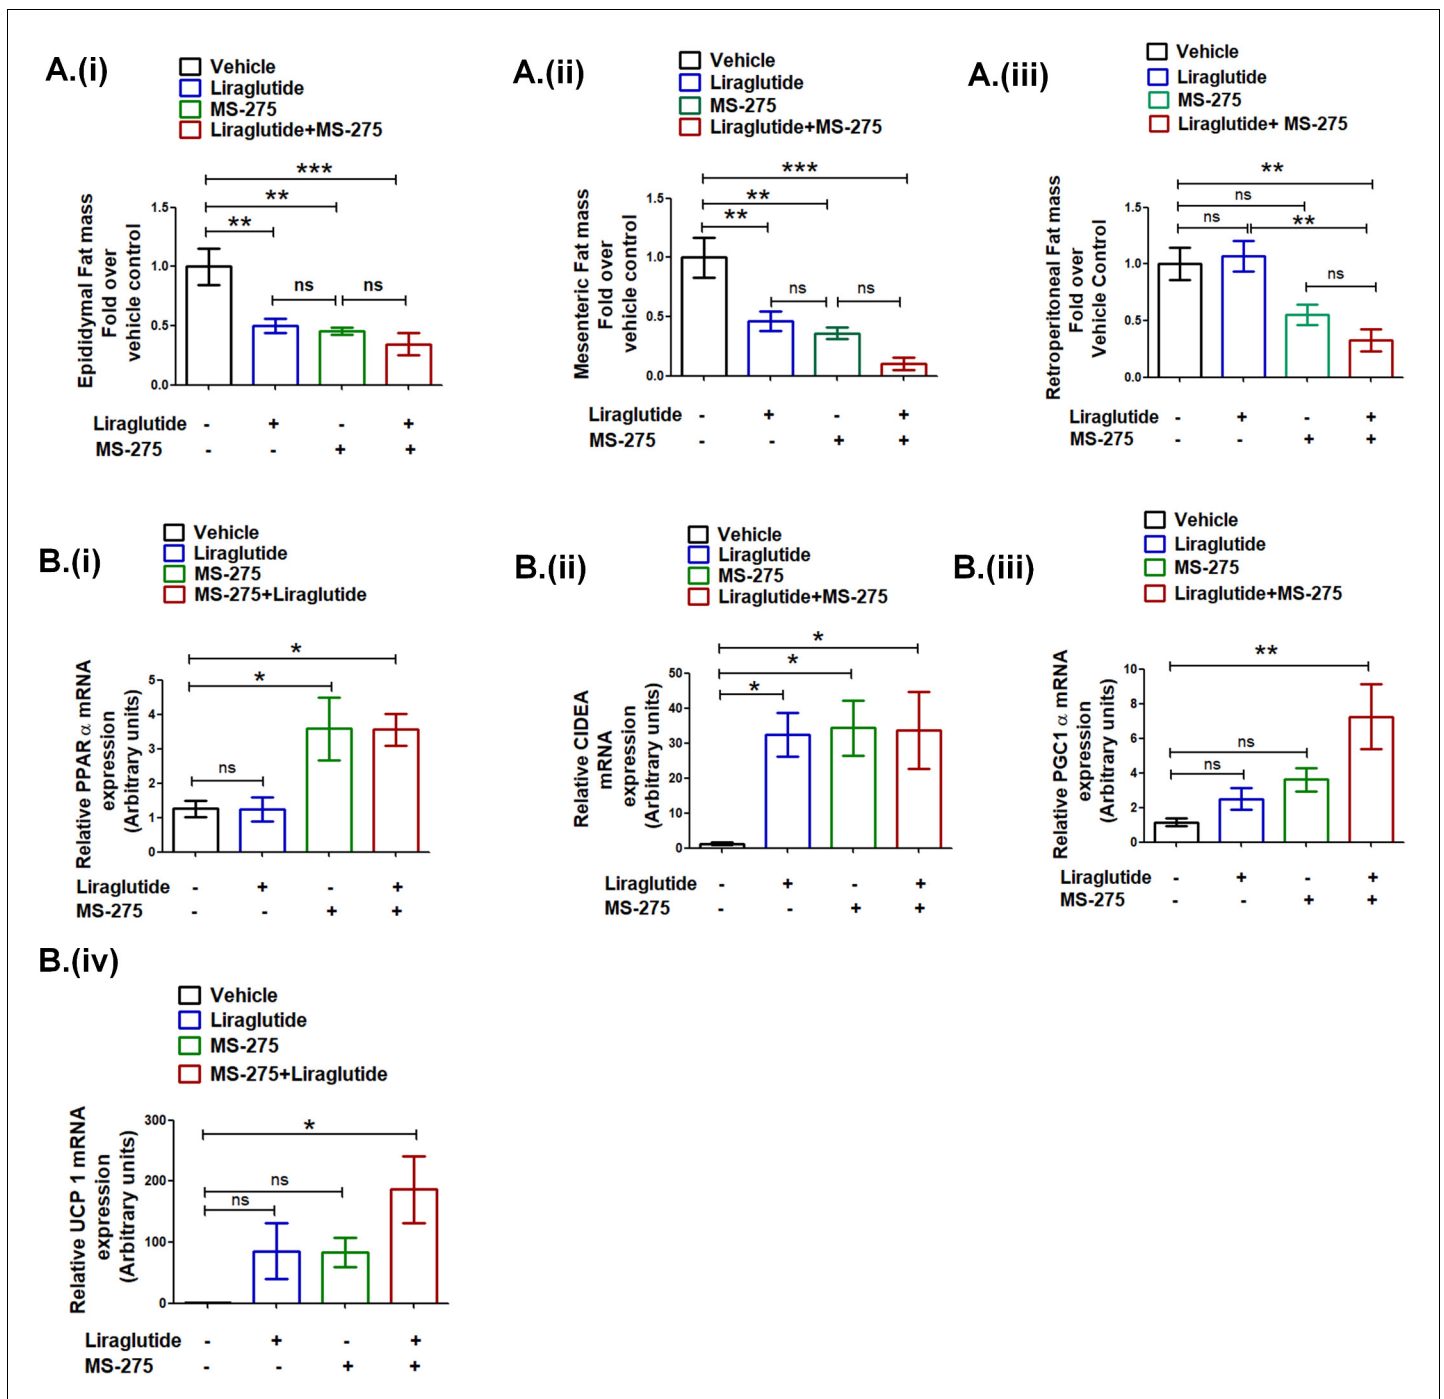 A.(i)
Vehicle
Liraglutide
MS-275
Liraglutide+MS-275
***
**
**
ns
ns
Epididymal Fat mass
Fold over
vehicle control
1.5
1.0
0.5
0.0
Liraglutide - + - +
MS-275 - - + +
A.(ii)
Vehicle
Liraglutide
MS-275
Liraglutide+MS-275
***
**
**
ns
ns
Mesenteric Fat mass
Fold over
vehicle control
1.5
1.0
0.5
0.0
Liraglutide - + - +
MS-275 - - + +
A.(iii)
Vehicle
Liraglutide
MS-275
Liraglutide+ MS-275
**
ns
ns
**
ns
Retroperitoneal Fat mass
Fold over
Vehicle Control
1.5
1.0
0.5
0.0
Liraglutide - + - +
MS-275 - - + +
B.(i)
Vehicle
Liraglutide
MS-275
MS-275+Liraglutide
*
*
ns
Relative PPAR α mRNA
expression
(Arbitrary units)
5
4
3
2
1
0
Liraglutide - + - +
MS-275 - - + +
B.(ii)
Vehicle
Liraglutide
MS-275
Liraglutide+MS-275
*
*
*
Relative CIDEA
mRNA
expression
(Arbitrary units)
50
40
30
20
10
0
Liraglutide - + - +
MS-275 - - + +
B.(iii)
Vehicle
Liraglutide
MS-275
Liraglutide+MS-275
**
ns
ns
Relative PGC1 α mRNA
expression
(Arbitrary units)
10
8
6
4
2
0
Liraglutide - + - +
MS-275 - - + +
B.(iv)
Vehicle
Liraglutide
MS-275
MS-275+Liraglutide
*
ns
ns
Relative UCP 1 mRNA
expression
(Arbitrary units)
300
200
100
0
Liraglutide - + - +
MS-275 - - + +